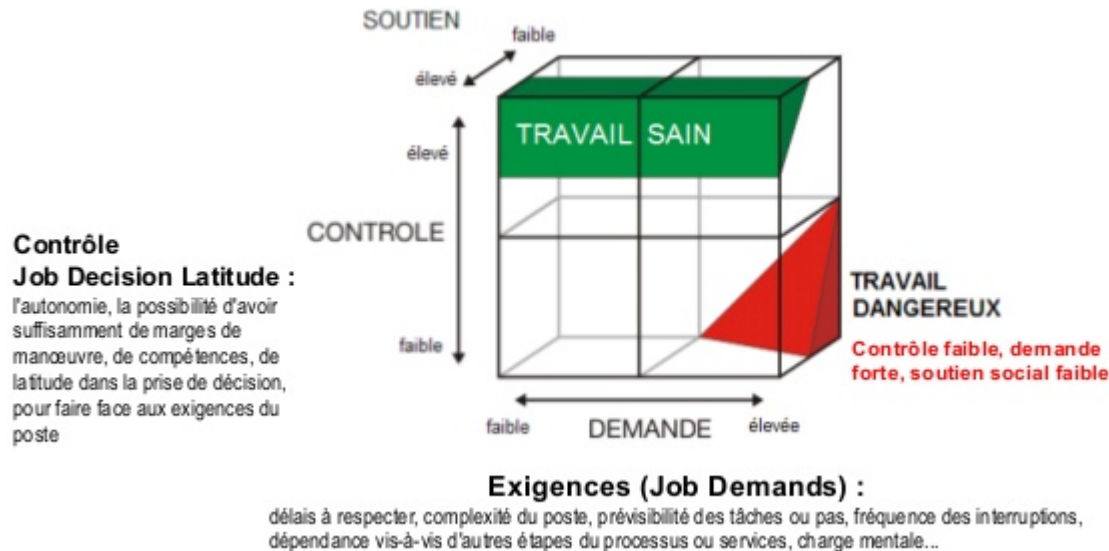 SOUTIEN
faible
élevé
TRAVAIL SAIN
élevé
CONTROLE
faible
Contrôle
Job Decision Latitude :
l'autonomie, la possibilité d'avoir
suffisamment de marges de
manœuvre, de compétences, de
latitude dans la prise de décision,
pour faire face aux exigences du
poste
TRAVAIL
DANGEREUX
Contrôle faible, demande
forte, soutien social faible
faible
DEMANDE
élevée
Exigences (Job Demands) :
délais à respecter, complexité du poste, prévisibilité des tâches ou pas, fréquence des interruptions,
dépendance vis-à-vis d'autres étapes du processus ou services, charge mentale...